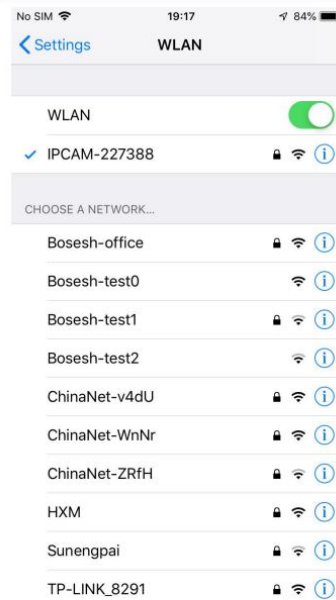 No SIM 19:17 84%
Settings WLAN
WLAN
IPCAM-227388
CHOOSE A NETWORK...
Bosesh-office
Bosesh-test0
Bosesh-test1
Bosesh-test2
ChinaNet-v4dU
ChinaNet-WnNr
ChinaNet-ZRfH
HXM
Sunengpai
TP-LINK_8291